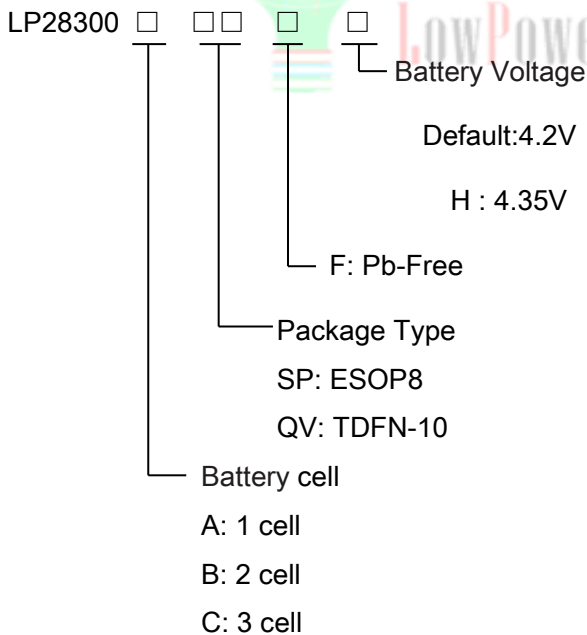 LP28300 □ □□ □ □
LowPowe
Battery Voltage
Default:4.2V
H : 4.35V
F: Pb-Free
Package Type
SP: ESOP8
QV: TDFN-10
Battery cell
A: 1 cell
B: 2 cell
C: 3 cell